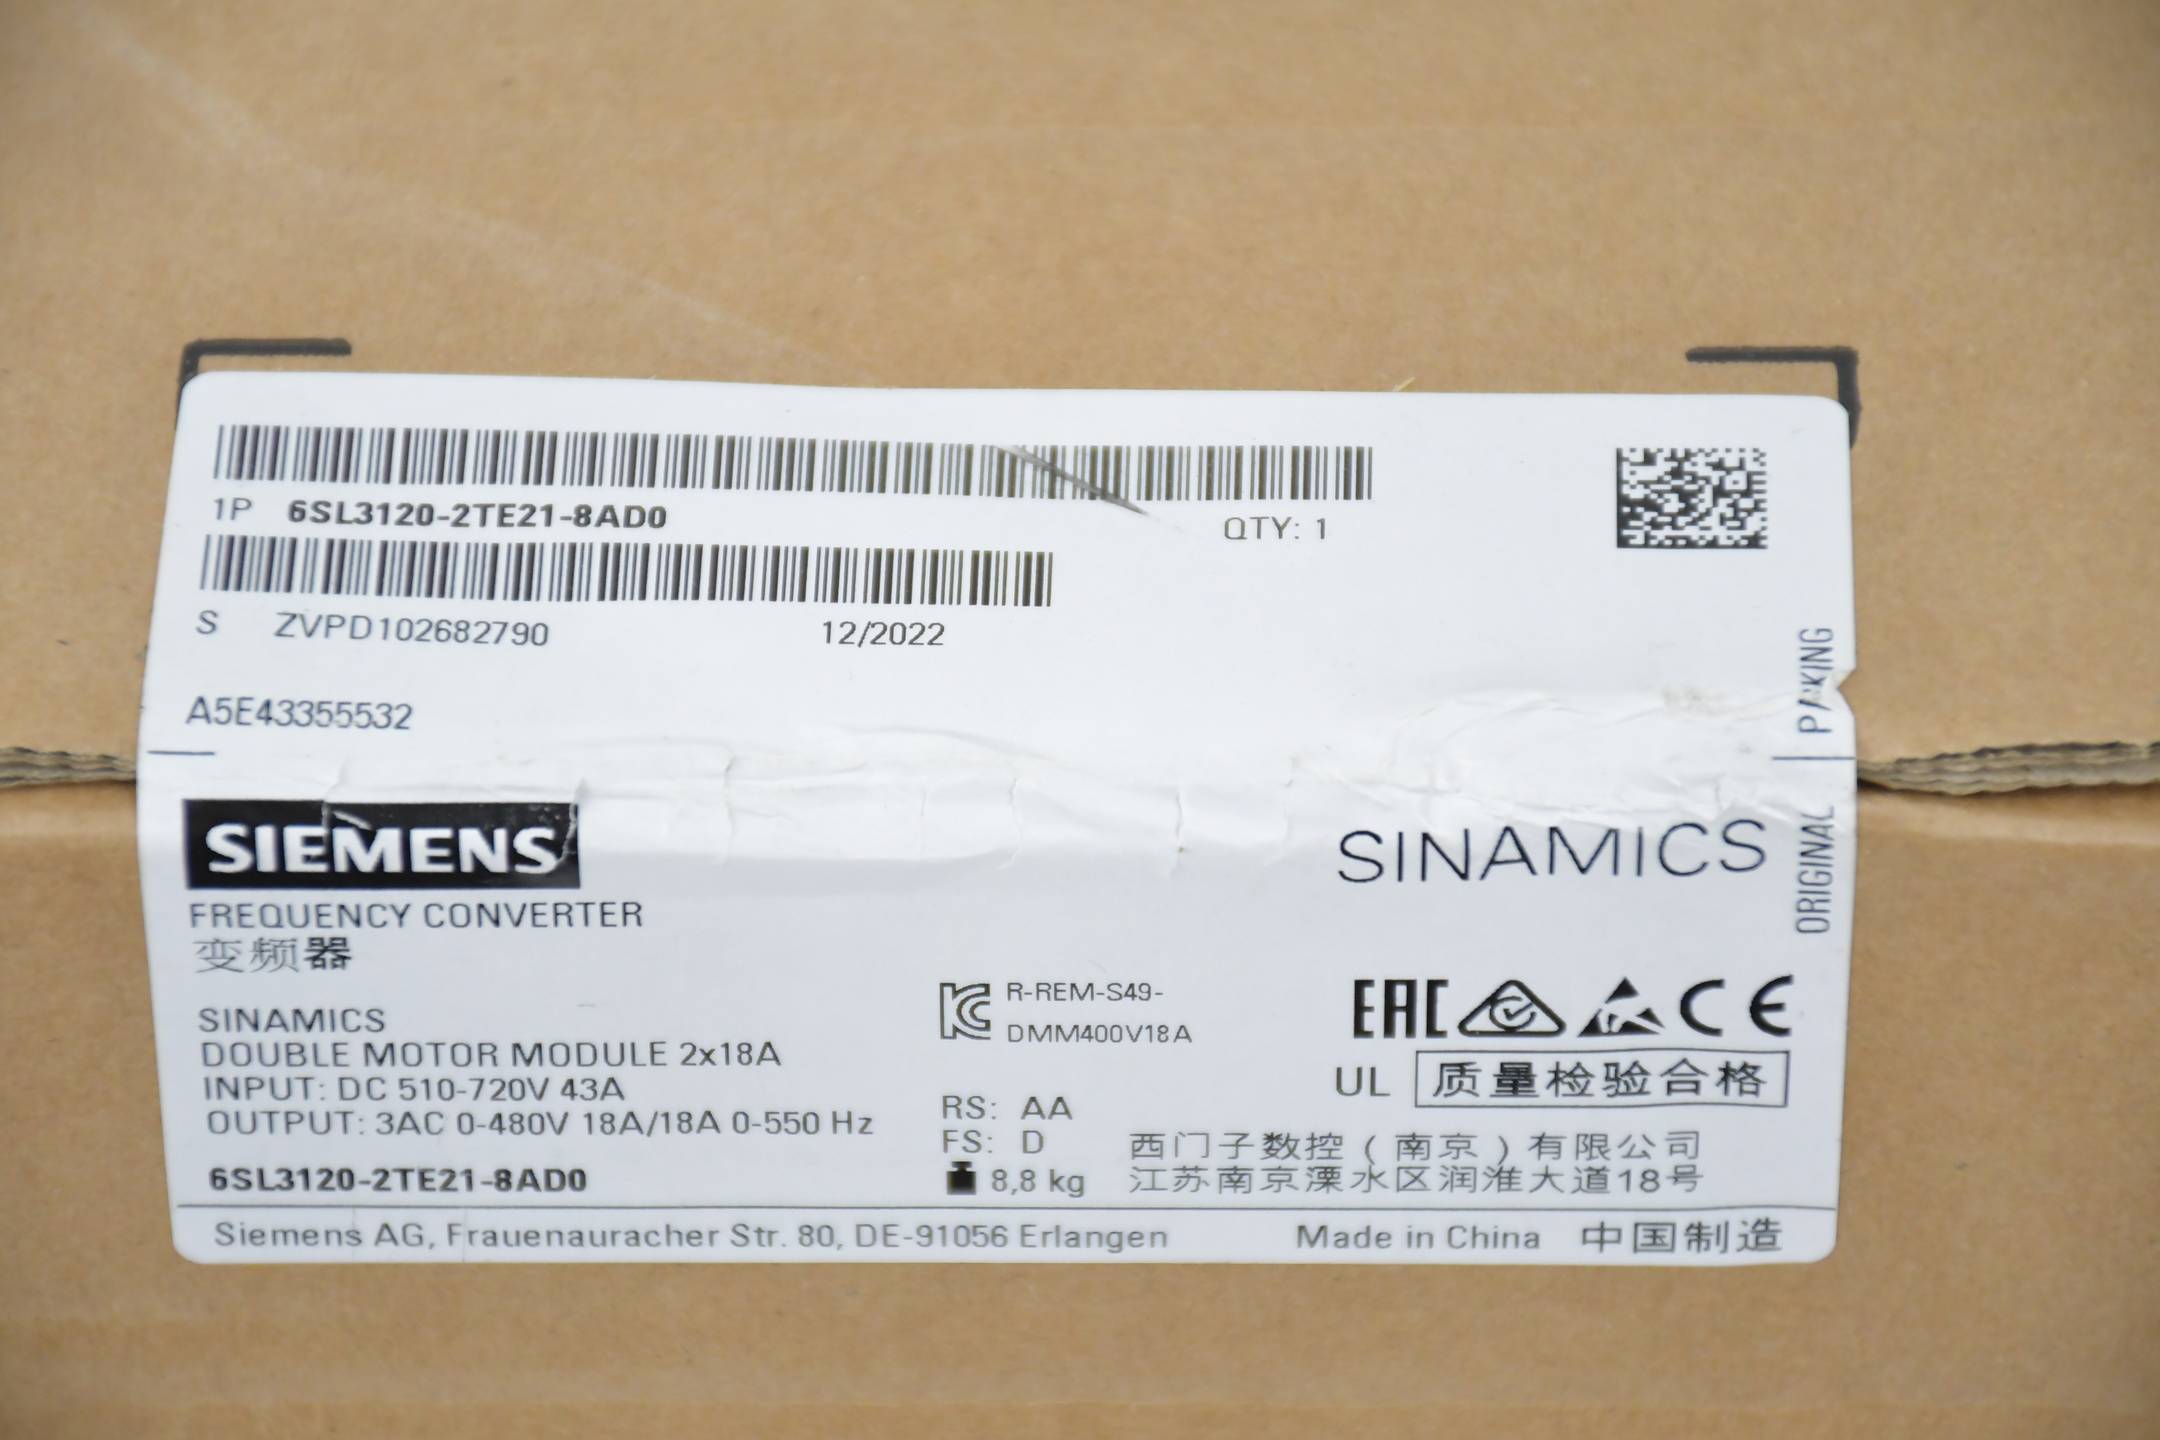 1P 6SL3120-2TE21-8AD0
QTY: 1
S ZVPD102682790 12/2022
A5E43355532
ORIGINAL PACKING
SIEMENS
SINAMICS
FREQUENCY CONVERTER
变频器
SINAMICS
DOUBLE MOTOR MODULE 2x18A
INPUT: DC 510-720V 43A
OUTPUT: 3AC 0-480V 18A/18A 0-550 Hz
6SL3120-2TE21-8AD0
R-REM-S49-
DMM400V18A
RS: AA
FS: D
8,8 kg
EAC CE
UL 质量检验合格
西门子数控(南京)有限公司
江苏南京溧水区润淮大道18号
Siemens AG, Frauenauracher Str. 80, DE-91056 Erlangen
Made in China 中国制造